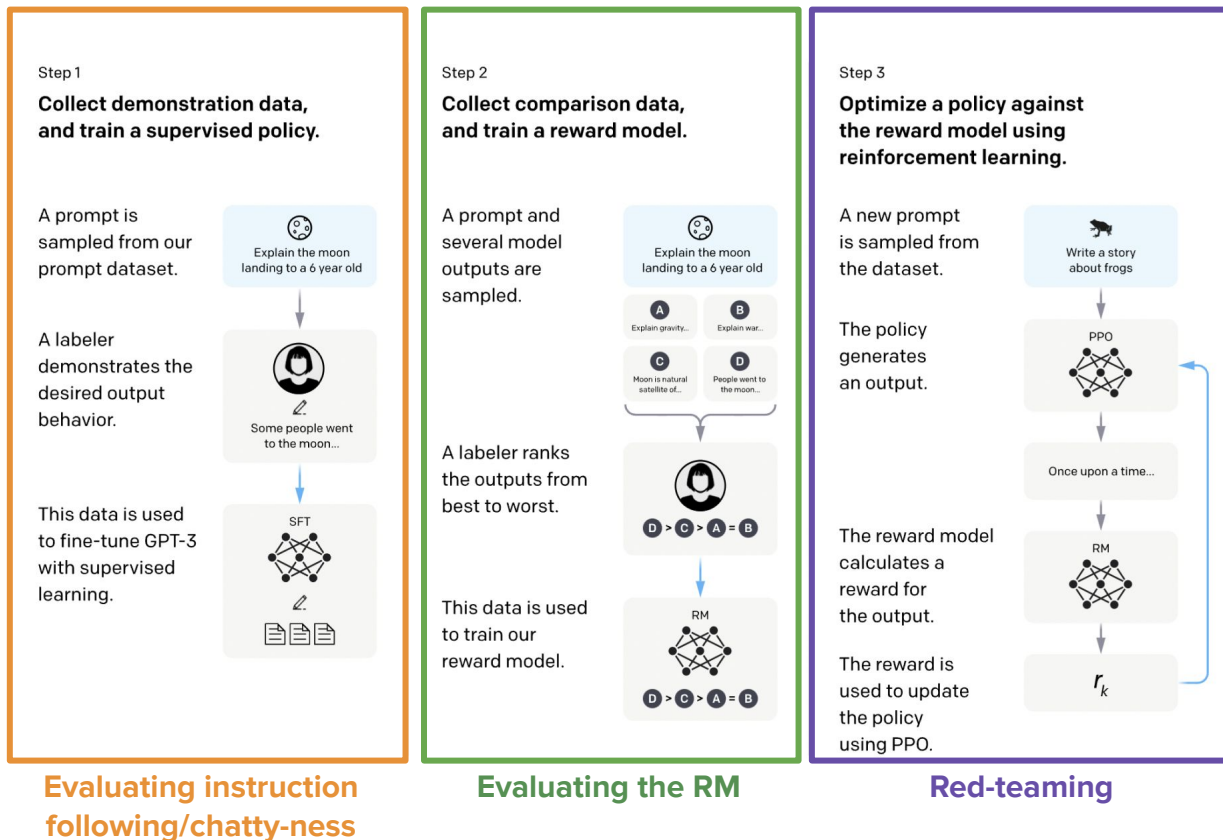 Step 1
Collect demonstration data,
and train a supervised policy.
A prompt is
sampled from our
prompt dataset.
Explain the moon
landing to a 6 year old
A labeler
demonstrates the
desired output
behavior.
Some people went
to the moon...
This data is used
to fine-tune GPT-3
with supervised
learning.
SFT
Step 2
Collect comparison data,
and train a reward model.
A prompt and
several model
outputs are
sampled.
Explain the moon
landing to a 6 year old
A
Explain gravity...
B
Explain war...
C
Moon is natural
satellite of...
D
People went to
the moon...
A labeler ranks
the outputs from
best to worst.
D > C > A = B
This data is used
to train our
reward model.
RM
D > C > A = B
Step 3
Optimize a policy against
the reward model using
reinforcement learning.
A new prompt
is sampled from
the dataset.
Write a story
about frogs
The policy
generates
an output.
PPO
Once upon a time...
The reward model
calculates a
reward for
the output.
RM
The reward is
used to update
the policy
using PPO.
rk
Evaluating instruction
following/chatty-ness
Evaluating the RM
Red-teaming